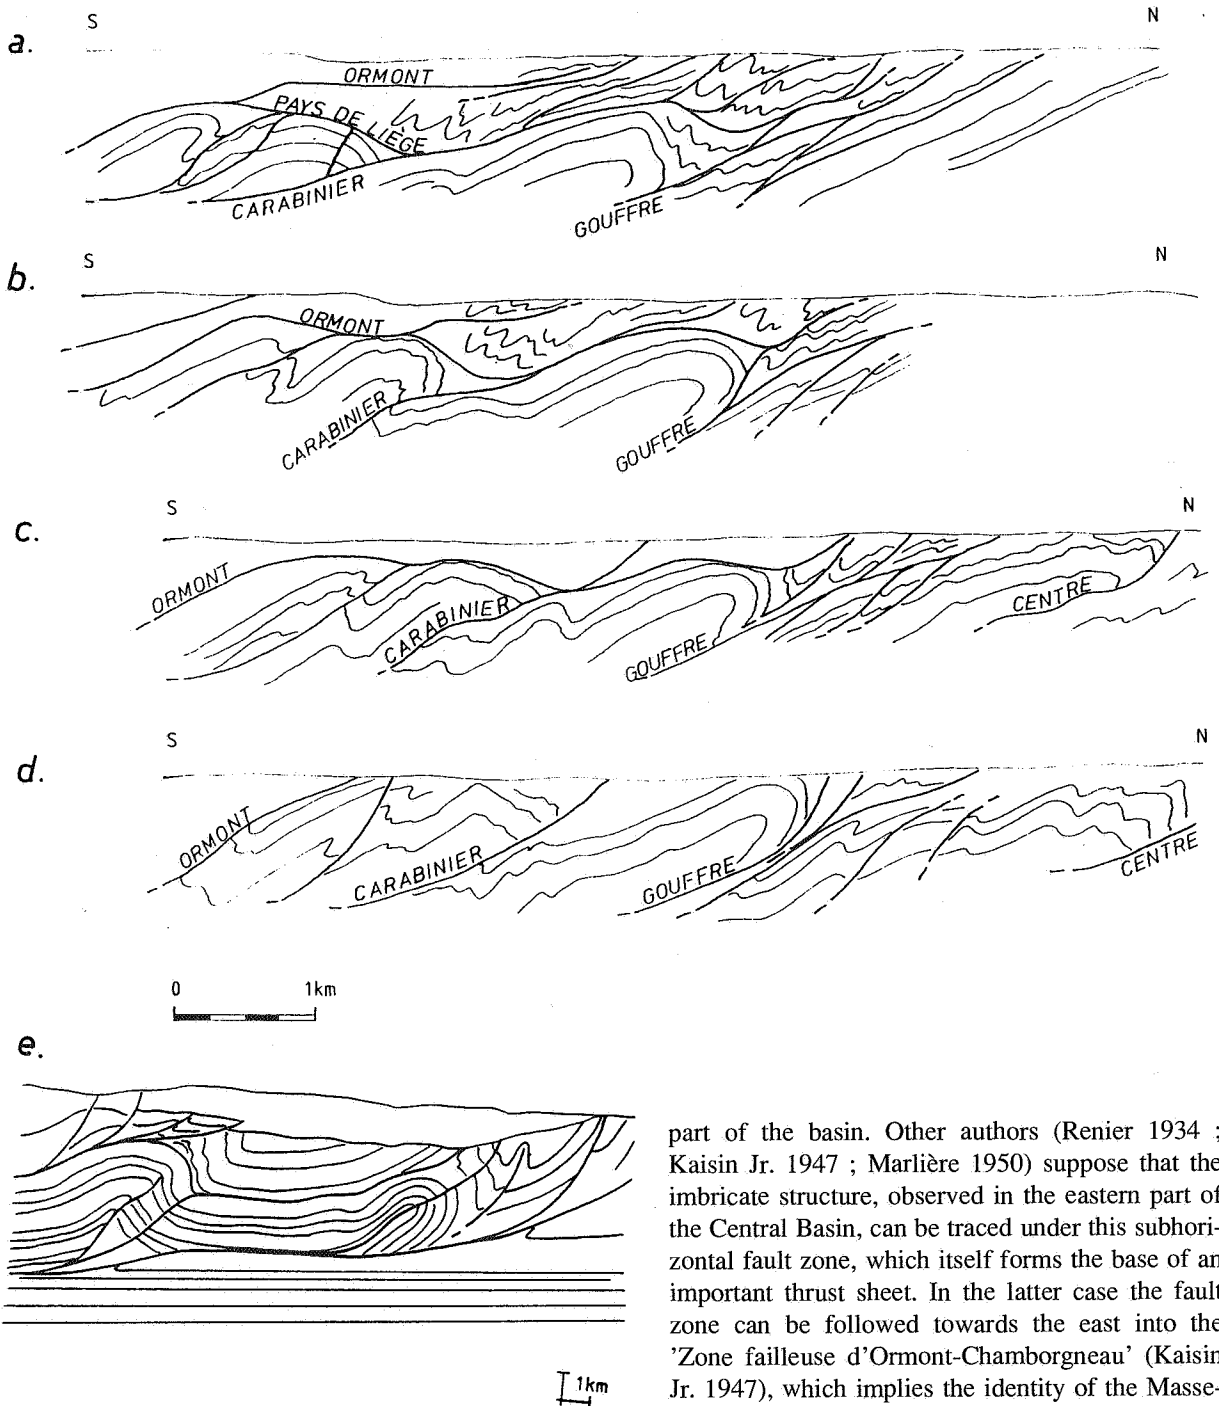 S N
a.
ORMONT
PAYS DE LIÈGE
CARABINIER
GOUFFRE
S N
b.
ORMONT
CARABINIER
GOUFFRE
S N
c.
ORMONT
CARABINIER
GOUFFRE
CENTRE
S N
d.
ORMONT
CARABINIER
GOUFFRE
CENTRE
0 1km
e.
1km
part of the basin. Other authors (Renier 1934 ;
Kaisin Jr. 1947 ; Marlière 1950) suppose that the
imbricate structure, observed in the eastern part of
the Central Basin, can be traced under this subhori-
zontal fault zone, which itself forms the base of an
important thrust sheet. In the latter case the fault
zone can be followed towards the east into the
'Zone failleuse d'Ormont-Chamborgneau' (Kaisin
Jr. 1947), which implies the identity of the Masse-